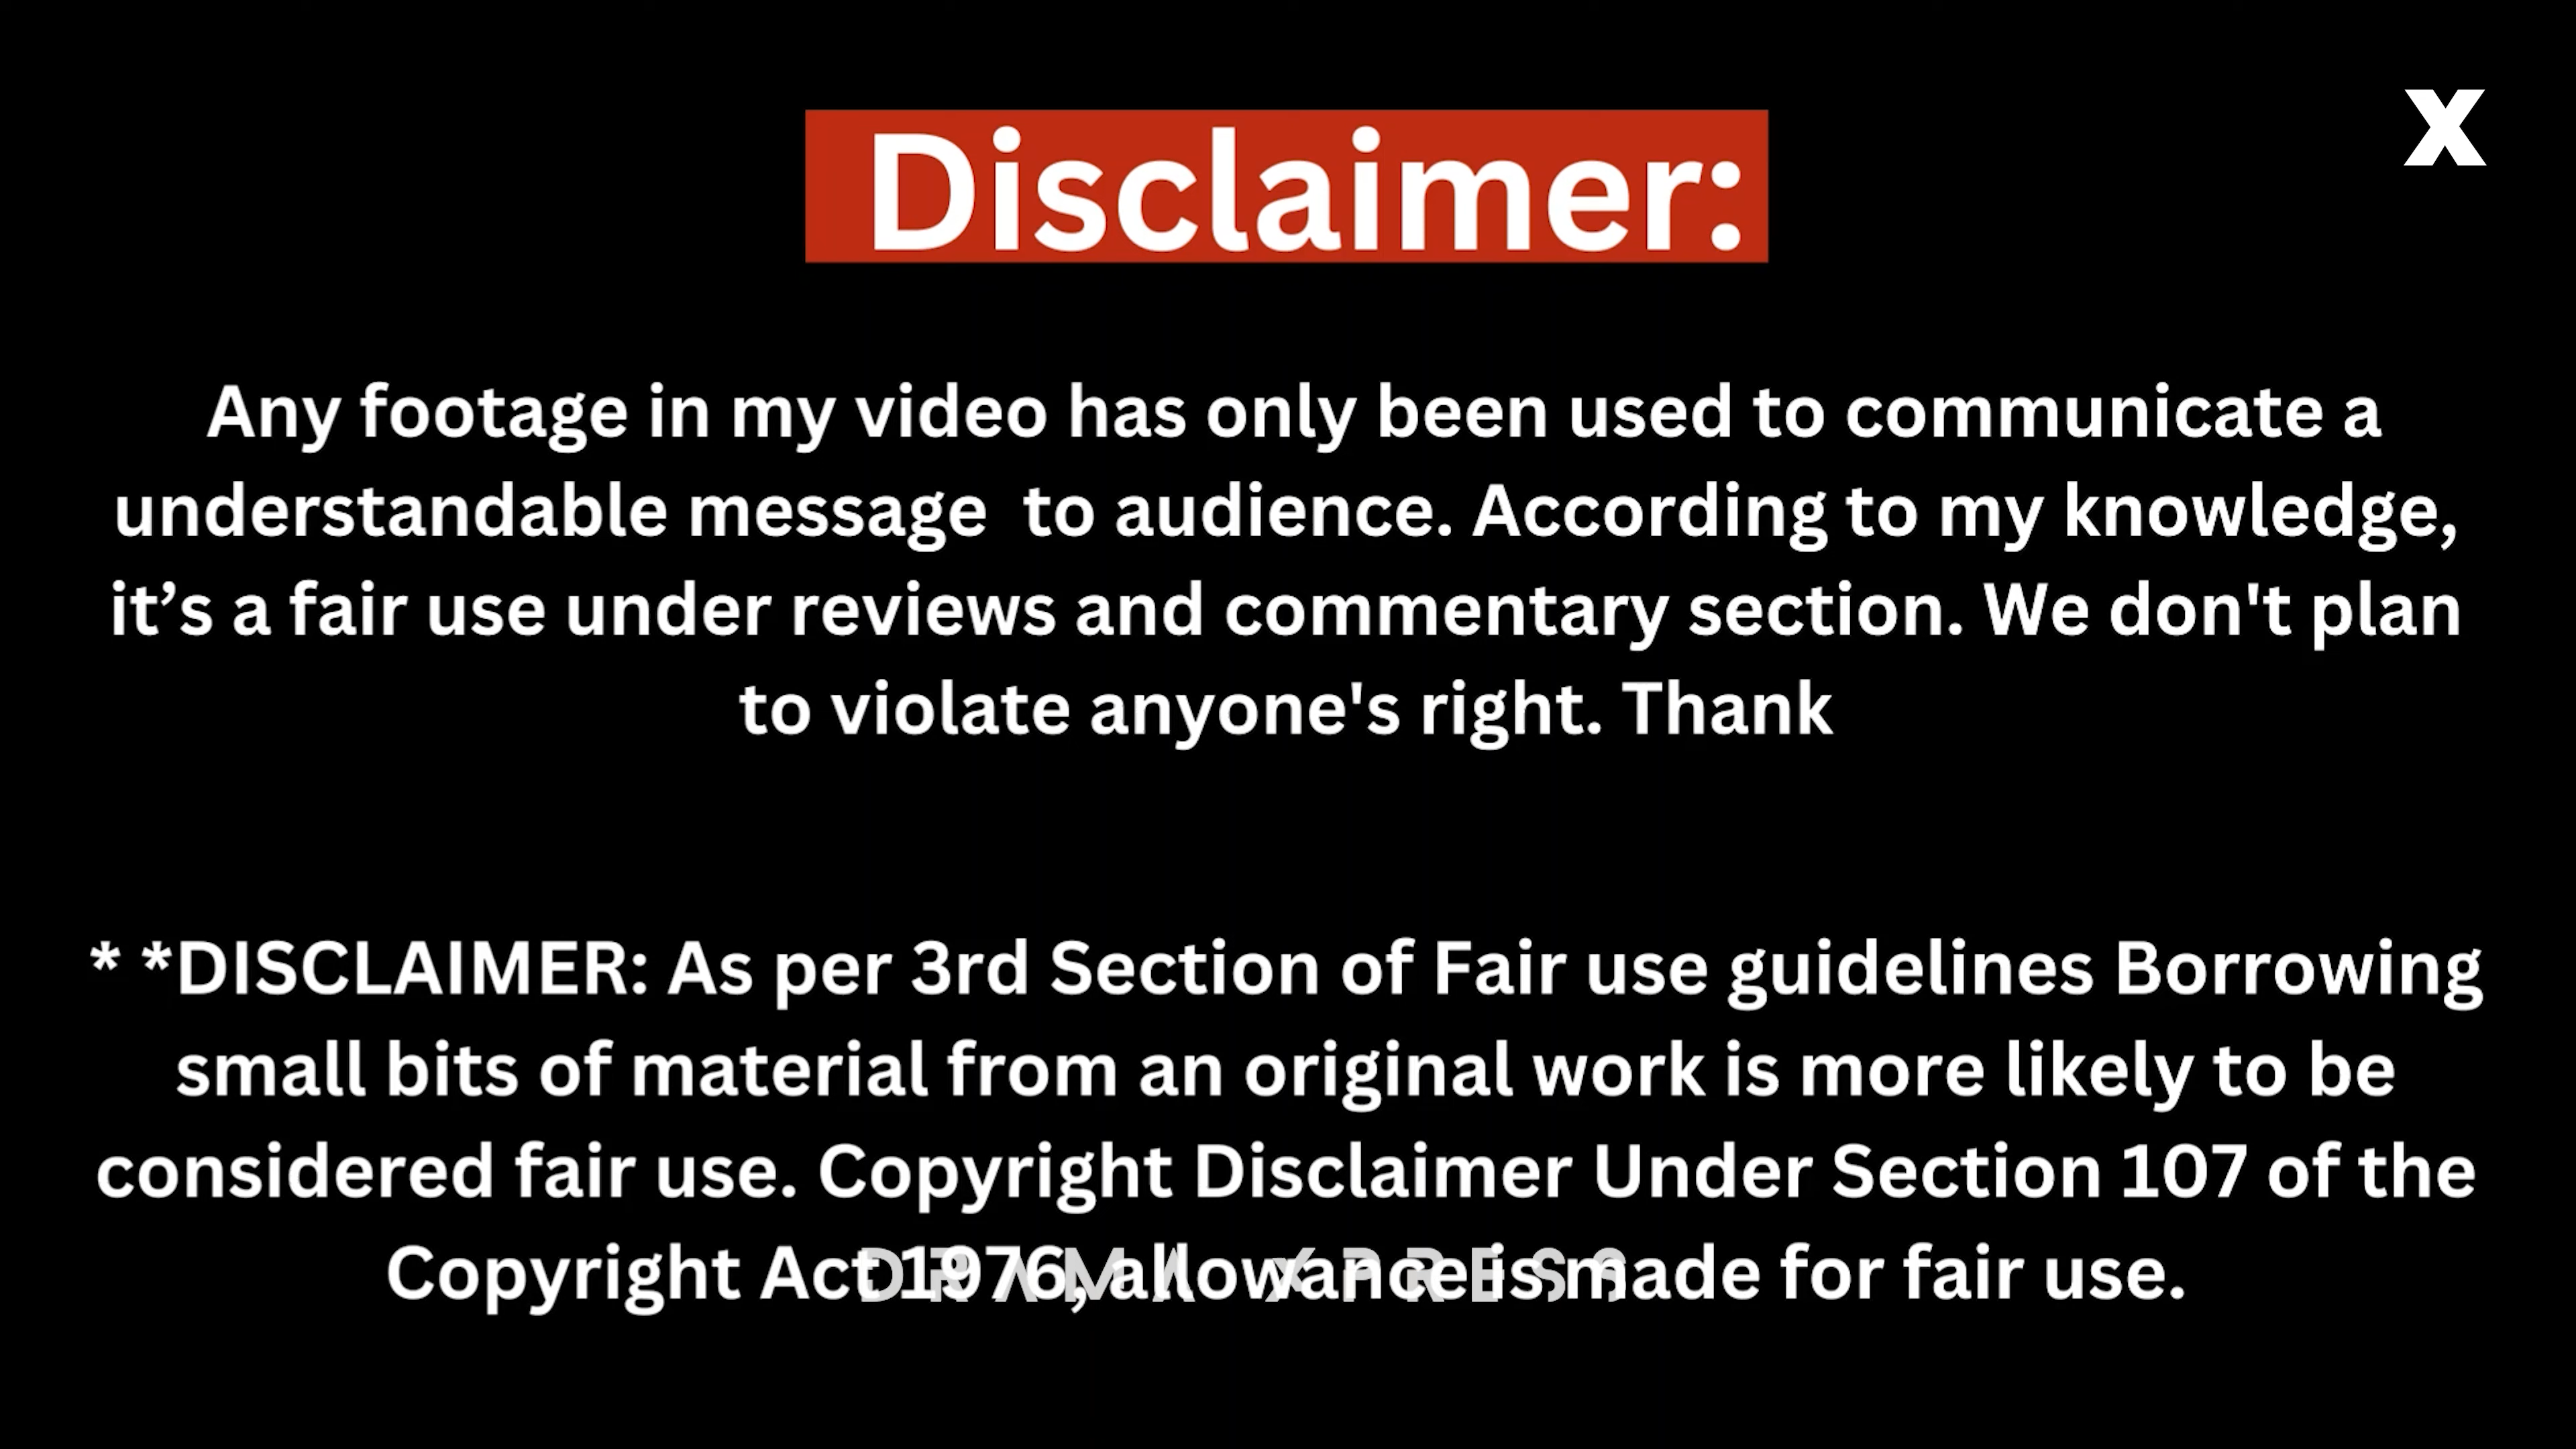 X
Disclaimer:
Any footage in my video has only been used to communicate a
understandable message  to audience. According to my knowledge,
it’s a fair use under reviews and commentary section. We don't plan
to violate anyone's right. Thank
* *DISCLAIMER: As per 3rd Section of Fair use guidelines Borrowing
small bits of material from an original work is more likely to be
considered fair use. Copyright Disclaimer Under Section 107 of the
Copyright Act 1976, allowance is made for fair use.
DRAMA XPRESS